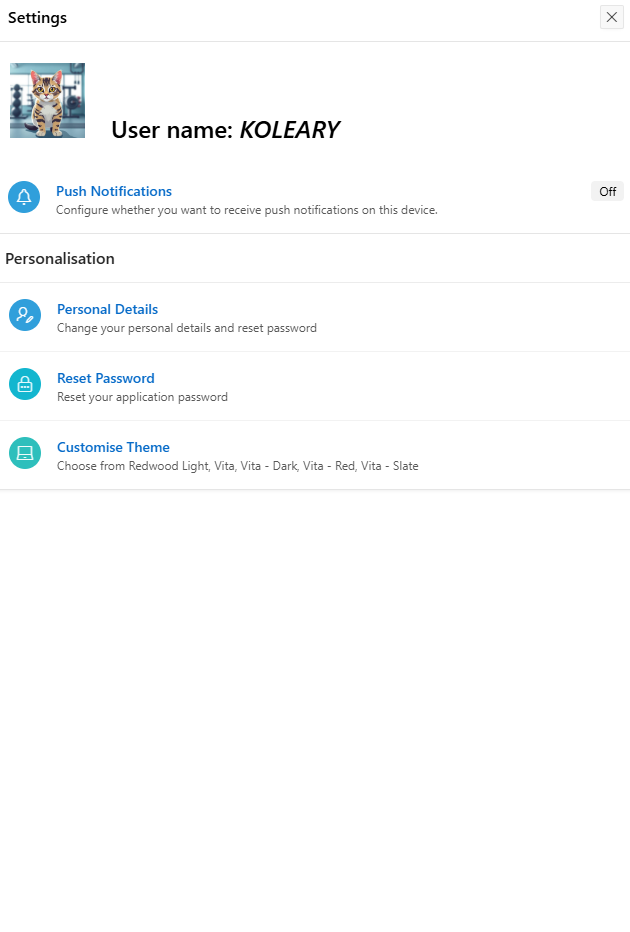 Settings
User name: KOLEARY
Push Notifications
Off
Configure whether you want to receive push notifications on this device.
Personalisation
Personal Details
Change your personal details and reset password
Reset Password
Reset your application password
Customise Theme
Choose from Redwood Light, Vita, Vita - Dark, Vita - Red, Vita - Slate